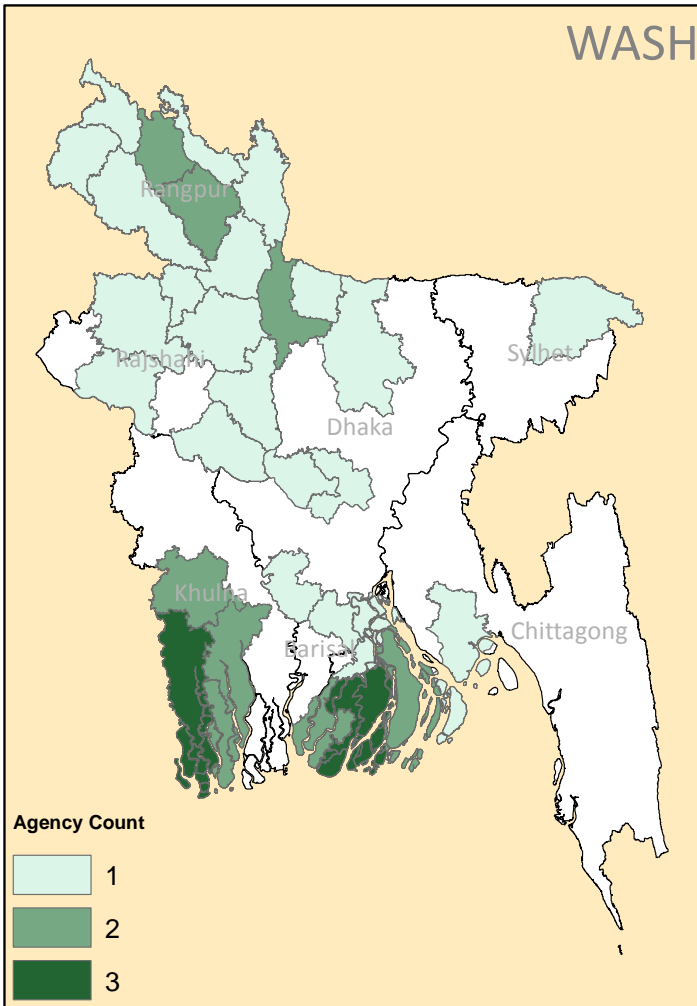 WASH
Rangpur
Rajshahi
Sylhet
Dhaka
Khulna
Barisal
Chittagong
Agency Count
1
2
3